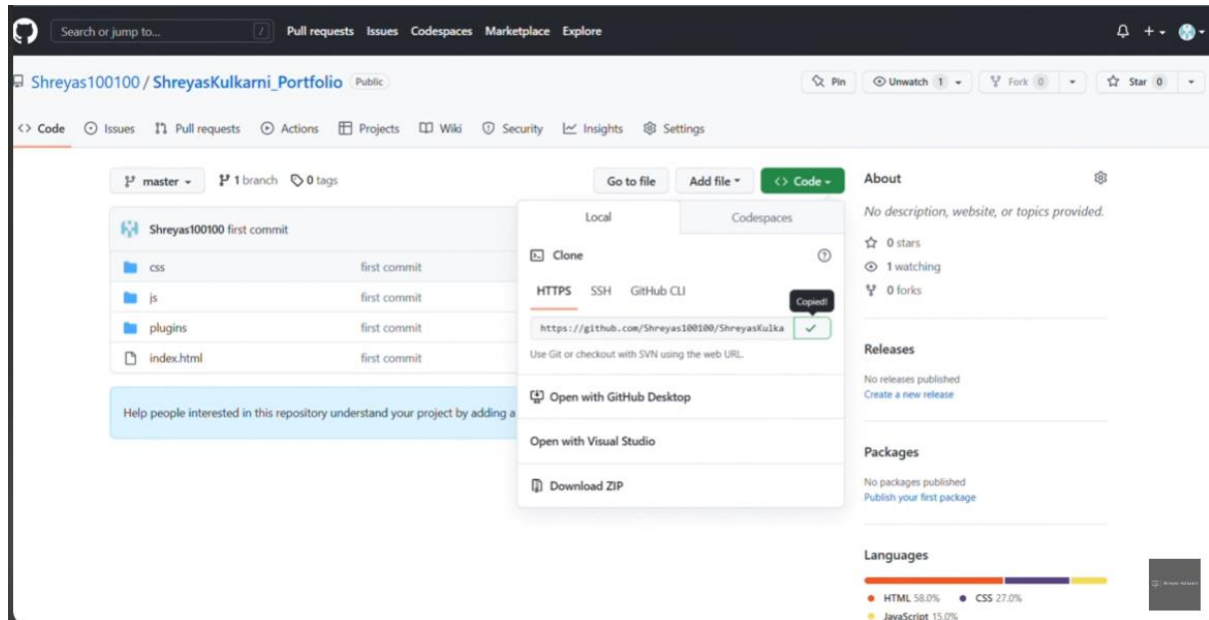 Search or jump to... / Pull requests Issues Codespaces Marketplace Explore
Shreyas100100 / ShreyasKulkarni_Portfolio Public
Pin Unwatch 1 Fork 0 Star 0
<> Code Issues Pull requests Actions Projects Wiki Security Insights Settings
master 1 branch 0 tags Go to file Add file <> Code
Shreyas100100 first commit
css first commit
js first commit
plugins first commit
index.html first commit
Help people interested in this repository understand your project by adding a
Local Codespaces
Clone
HTTPS SSH GitHub CLI
Copied!
https://github.com/Shreyas100100/ShreyasKulka
Use Git or checkout with SVN using the web URL.
Open with GitHub Desktop
Open with Visual Studio
Download ZIP
About
No description, website, or topics provided.
0 stars
1 watching
0 forks
Releases
No releases published
Create a new release
Packages
No packages published
Publish your first package
Languages
HTML 58.0% CSS 27.0%
JavaScript 15.0%